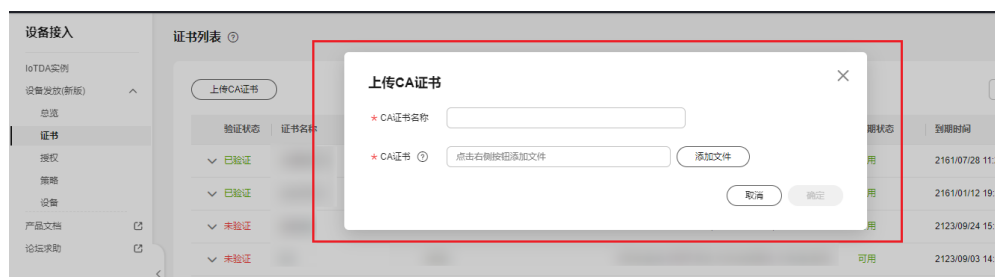 设备接入
IoTDA实例
设备发放(新版)
总览
证书
授权
策略
设备
产品文档
论坛求助
证书列表
上传CA证书
验证状态 证书名称 期状态 到期时间
已验证 用 2161/07/28 11:
已验证 用 2161/01/12 19:
未验证 用 2123/09/24 15:
未验证 可用 2123/09/03 14:
上传CA证书
* CA证书名称
* CA证书 点击右侧按钮添加文件 添加文件
取消 确定